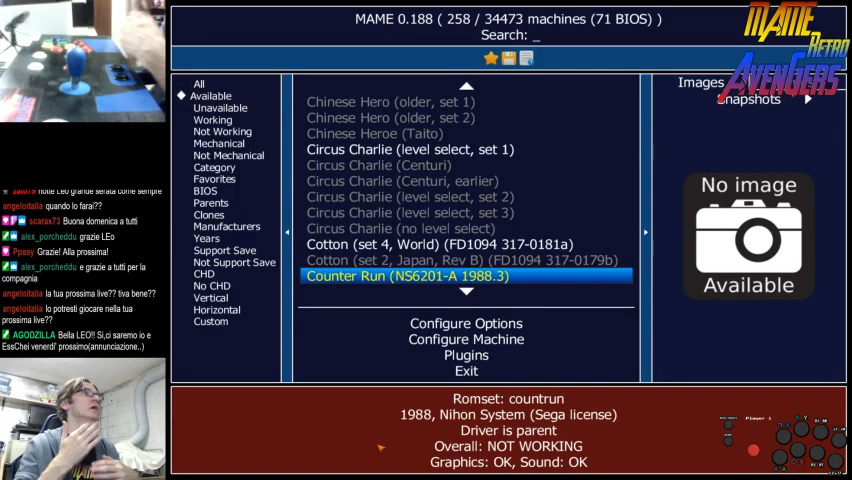 MAME 0.188 ( 258 / 34473 machines (71 BIOS) )
Search: _
MAME
RETRO
AVENGERS
All
Available
Unavailable
Working
Not Working
Mechanical
Not Mechanical
Category
Favorites
BIOS
Parents
Clones
Manufacturers
Years
Support Save
Not Support Save
CHD
No CHD
Vertical
Horizontal
Custom
Chinese Hero (older, set 1)
Chinese Hero (older, set 2)
Chinese Heroe (Taito)
Circus Charlie (level select, set 1)
Circus Charlie (Centuri)
Circus Charlie (Centuri, earlier)
Circus Charlie (level select, set 2)
Circus Charlie (level select, set 3)
Circus Charlie (no level select)
Cotton (set 4, World) (FD1094 317-0181a)
Cotton (set 2, Japan, Rev B) (FD1094 317-0179b)
Counter Run (NS6201-A 1988.3)
Configure Options
Configure Machine
Plugins
Exit
Images
Snapshots
No image
Available
Romset: countrun
1988, Nihon System (Sega license)
Driver is parent
Overall: NOT WORKING
Graphics: OK, Sound: OK
notte Leo grande serata come sempre
angeloitalia quando lo farai?
scarax73: Buona domenica a tutti
alex_porcheddu: grazie LEo
Ppasy: Grazie! Alla prossima!
alex_porcheddu: e grazie a tutti per la
compagnia
angeloitalia la tua prossima live?? tiva bene??
angeloitalia lo potresti giocare nella tua
prossima live??
AGODZILLA: Bella LEO!! Si,ci saremo io e
EssChei venerdi' prossimo(annunciazione..)
Player 1